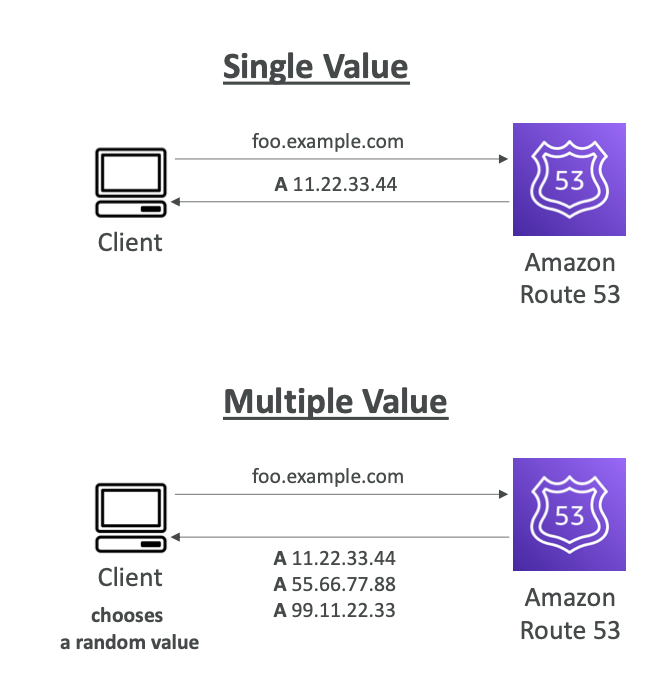 Single Value
foo.example.com
A 11.22.33.44
53
Client
Amazon
Route 53
Multiple Value
foo.example.com
53
A 11.22.33.44
A 55.66.77.88
A 99.11.22.33
Client
chooses
a random value
Amazon
Route 53